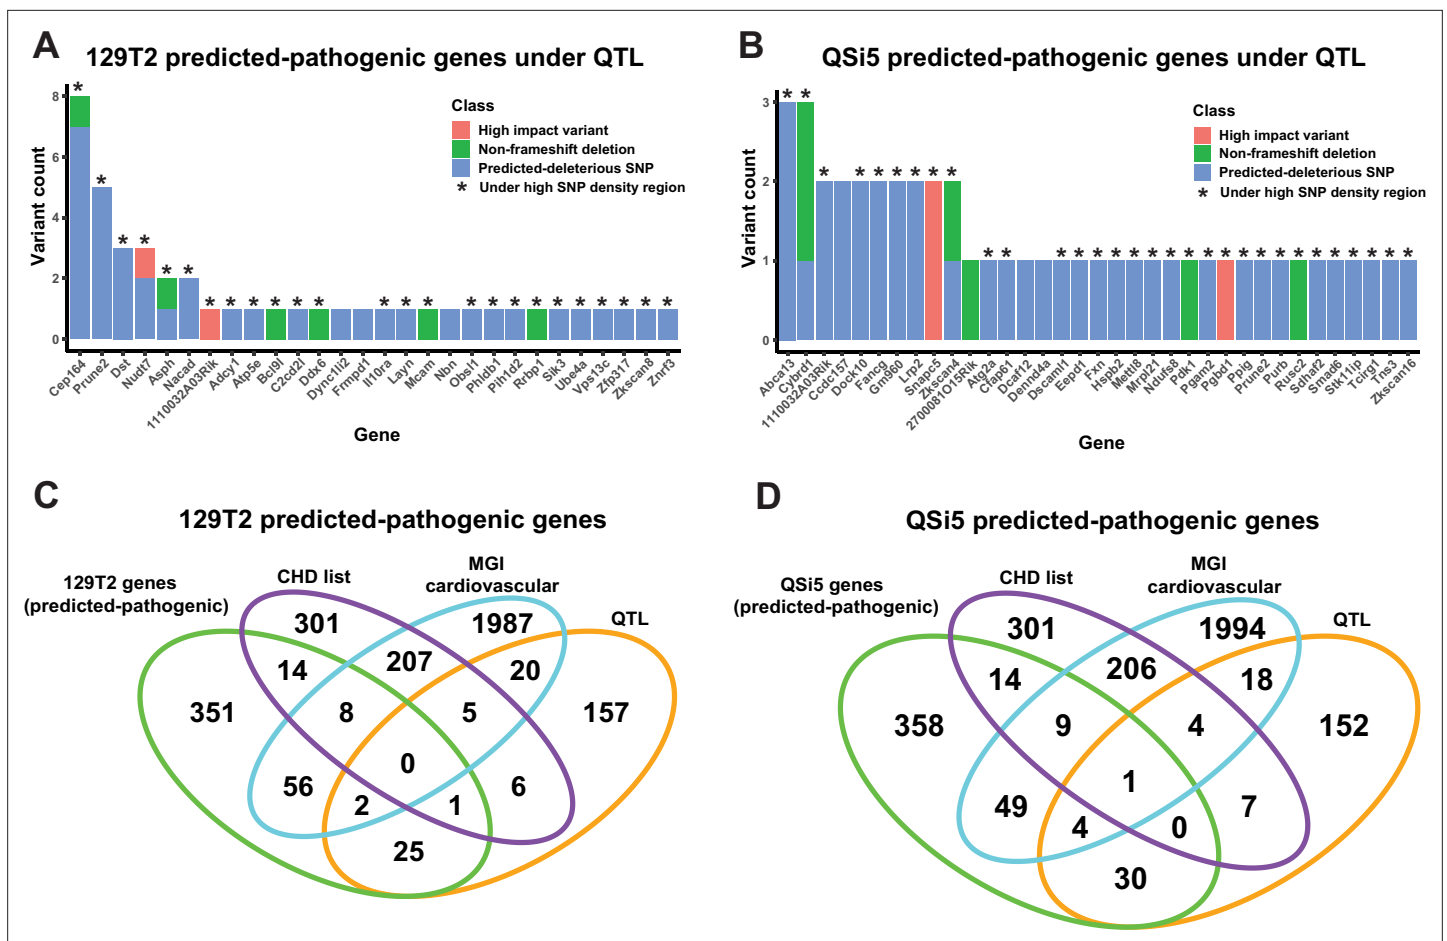 A
129T2 predicted-pathogenic genes under QTL
Variant count
8
6
4
2
0
Class
High impact variant
Non-frameshift deletion
Predicted-deleterious SNP
* Under high SNP density region
* * * * * * * * * * * * * * * * * * * * * * * * *
Cep164 Prune2 Dst Nudt7 Asph Nacad 1110032A03Rik Adcy1 Atp5e Bcl9l C2cd2l Ddx6 Dync1li2 Frmpd1 Il10ra Layn Mcam Nbn Obsl1 Phldb1 Plh1d2 Rrbp1 Sik3 Ube4a Vps13c Zfp317 Zkscan8 Znrf3
Gene
B
QSi5 predicted-pathogenic genes under QTL
Variant count
3
2
1
0
Class
High impact variant
Non-frameshift deletion
Predicted-deleterious SNP
* Under high SNP density region
* * * * * * * * * * * * * * * * * * * * * * * * * * * * * * *
Abca13 Cybrd1 1110032A03Rik Ccdc157 Dock10 Fancg Gm960 Lrp2 Snapc5 Zkscan4 2700081O15Rik Atg2a Cfap61 Dcaf12 Dennd4a Dscaml1 Eepd1 Fxn Hspb2 Mettl8 Mrpl21 Ndufs8 Pdk1 Pgam2 Pgbd1 Ppig Prune2 Purb Rusc2 Sdhaf2 Smad6 Stk11ip Tcirg1 Tns3 Zkscan16
Gene
C
129T2 predicted-pathogenic genes
129T2 genes
(predicted-pathogenic)
CHD list
MGI
cardiovascular
QTL
301
1987
207
14
20
351
8
5
157
0
56
2
1
6
25
D
QSi5 predicted-pathogenic genes
QSi5 genes
(predicted-pathogenic)
CHD list
MGI
cardiovascular
QTL
301
1994
206
14
18
358
9
4
152
1
49
4
0
7
30